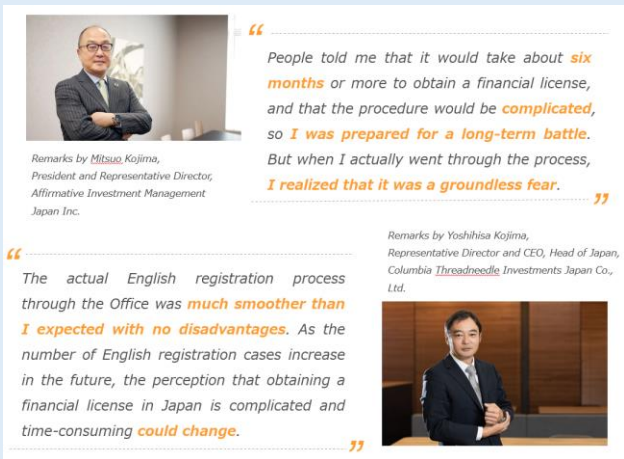 “
People told me that it would take about six
months or more to obtain a financial license,
and that the procedure would be complicated,
so I was prepared for a long-term battle.
But when I actually went through the process,
I realized that it was a groundless fear.
”
Remarks by Mitsuo Kojima,
President and Representative Director,
Affirmative Investment Management
Japan Inc.
Remarks by Yoshihisa Kojima,
Representative Director and CEO, Head of Japan,
Columbia Threadneedle Investments Japan Co.,
Ltd.
“
The actual English registration process
through the Office was much smoother than
I expected with no disadvantages. As the
number of English registration cases increase
in the future, the perception that obtaining a
financial license in Japan is complicated and
time-consuming could change.
”